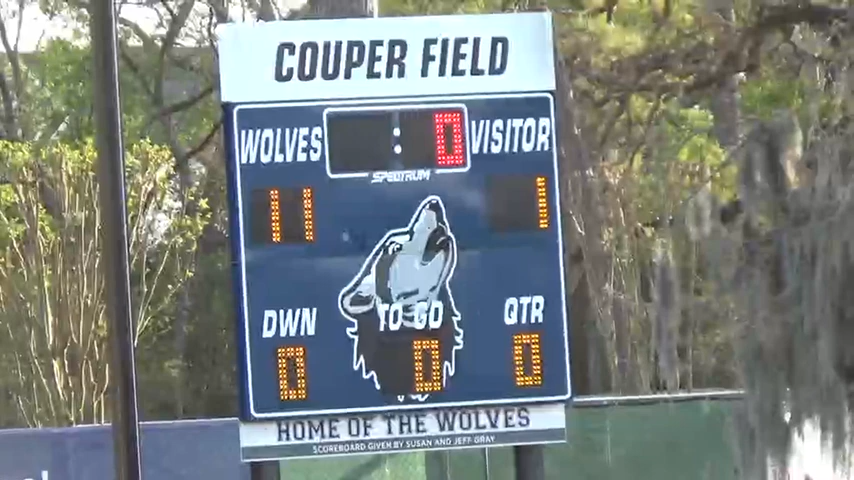 COUPER FIELD
WOLVES : 0 VISITOR
SPECTRUM
11 1
DWN TO GO QTR
0 0 0
HOME OF THE WOLVES
SCOREBOARD GIVEN BY SUSAN AND JEFF GRAY